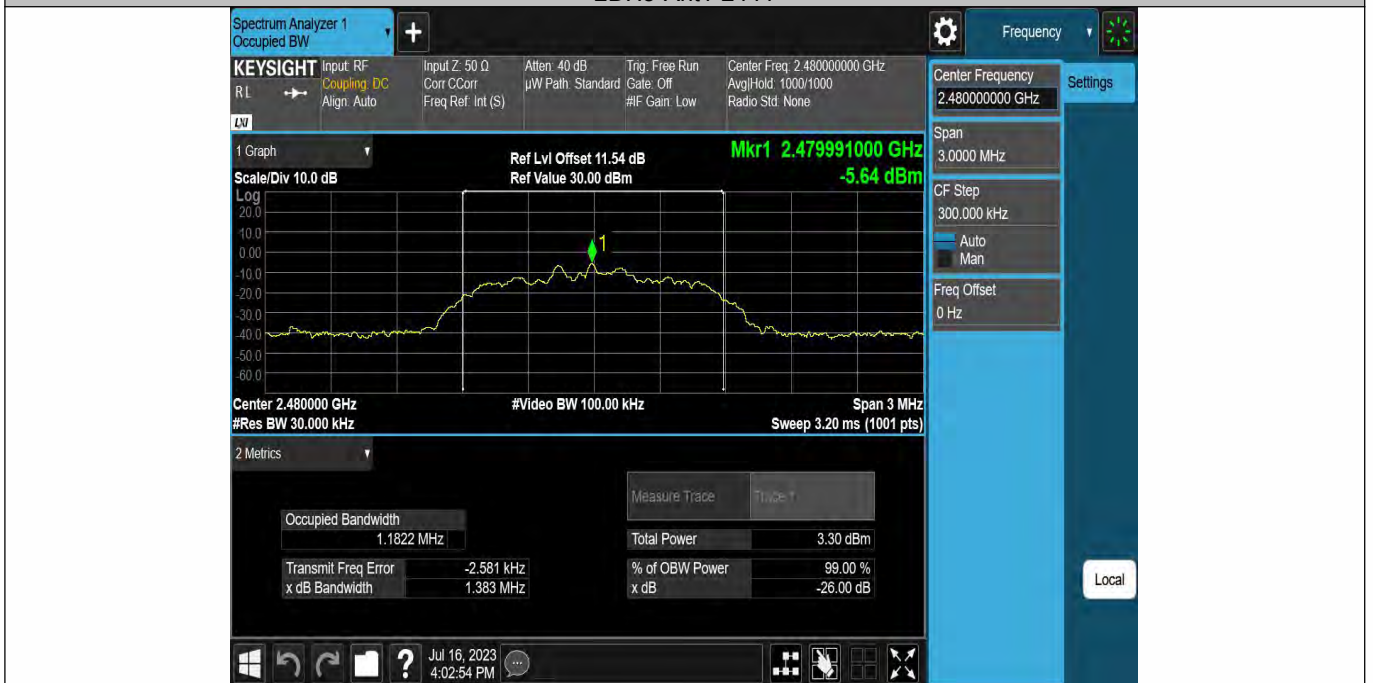 Spectrum Analyzer 1
Occupied BW
Frequency
KEYSIGHT
RL
LXI
Input: RF
Coupling: DC
Align: Auto
Input Z: 50 Ω
Corr CCorr
Freq Ref: Int (S)
Atten: 40 dB
µW Path: Standard
Trig: Free Run
Gate: Off
#IF Gain: Low
Center Freq: 2.480000000 GHz
Avg|Hold: 1000/1000
Radio Std: None
Center Frequency
2.480000000 GHz
Settings
Span
3.0000 MHz
CF Step
300.000 kHz
Auto
Man
Freq Offset
0 Hz
Local
1 Graph
Scale/Div 10.0 dB
Ref Lvl Offset 11.54 dB
Ref Value 30.00 dBm
Mkr1 2.479991000 GHz
-5.64 dBm
Log
20.0
10.0
0.00
-10.0
-20.0
-30.0
-40.0
-50.0
-60.0
1
Center 2.480000 GHz
#Video BW 100.00 kHz
Span 3 MHz
#Res BW 30.000 kHz
Sweep 3.20 ms (1001 pts)
2 Metrics
Measure Trace
Trace 1
Occupied Bandwidth
1.1822 MHz
Total Power 3.30 dBm
Transmit Freq Error -2.581 kHz
% of OBW Power 99.00 %
x dB Bandwidth 1.383 MHz
x dB -26.00 dB
Jul 16, 2023
4:02:54 PM